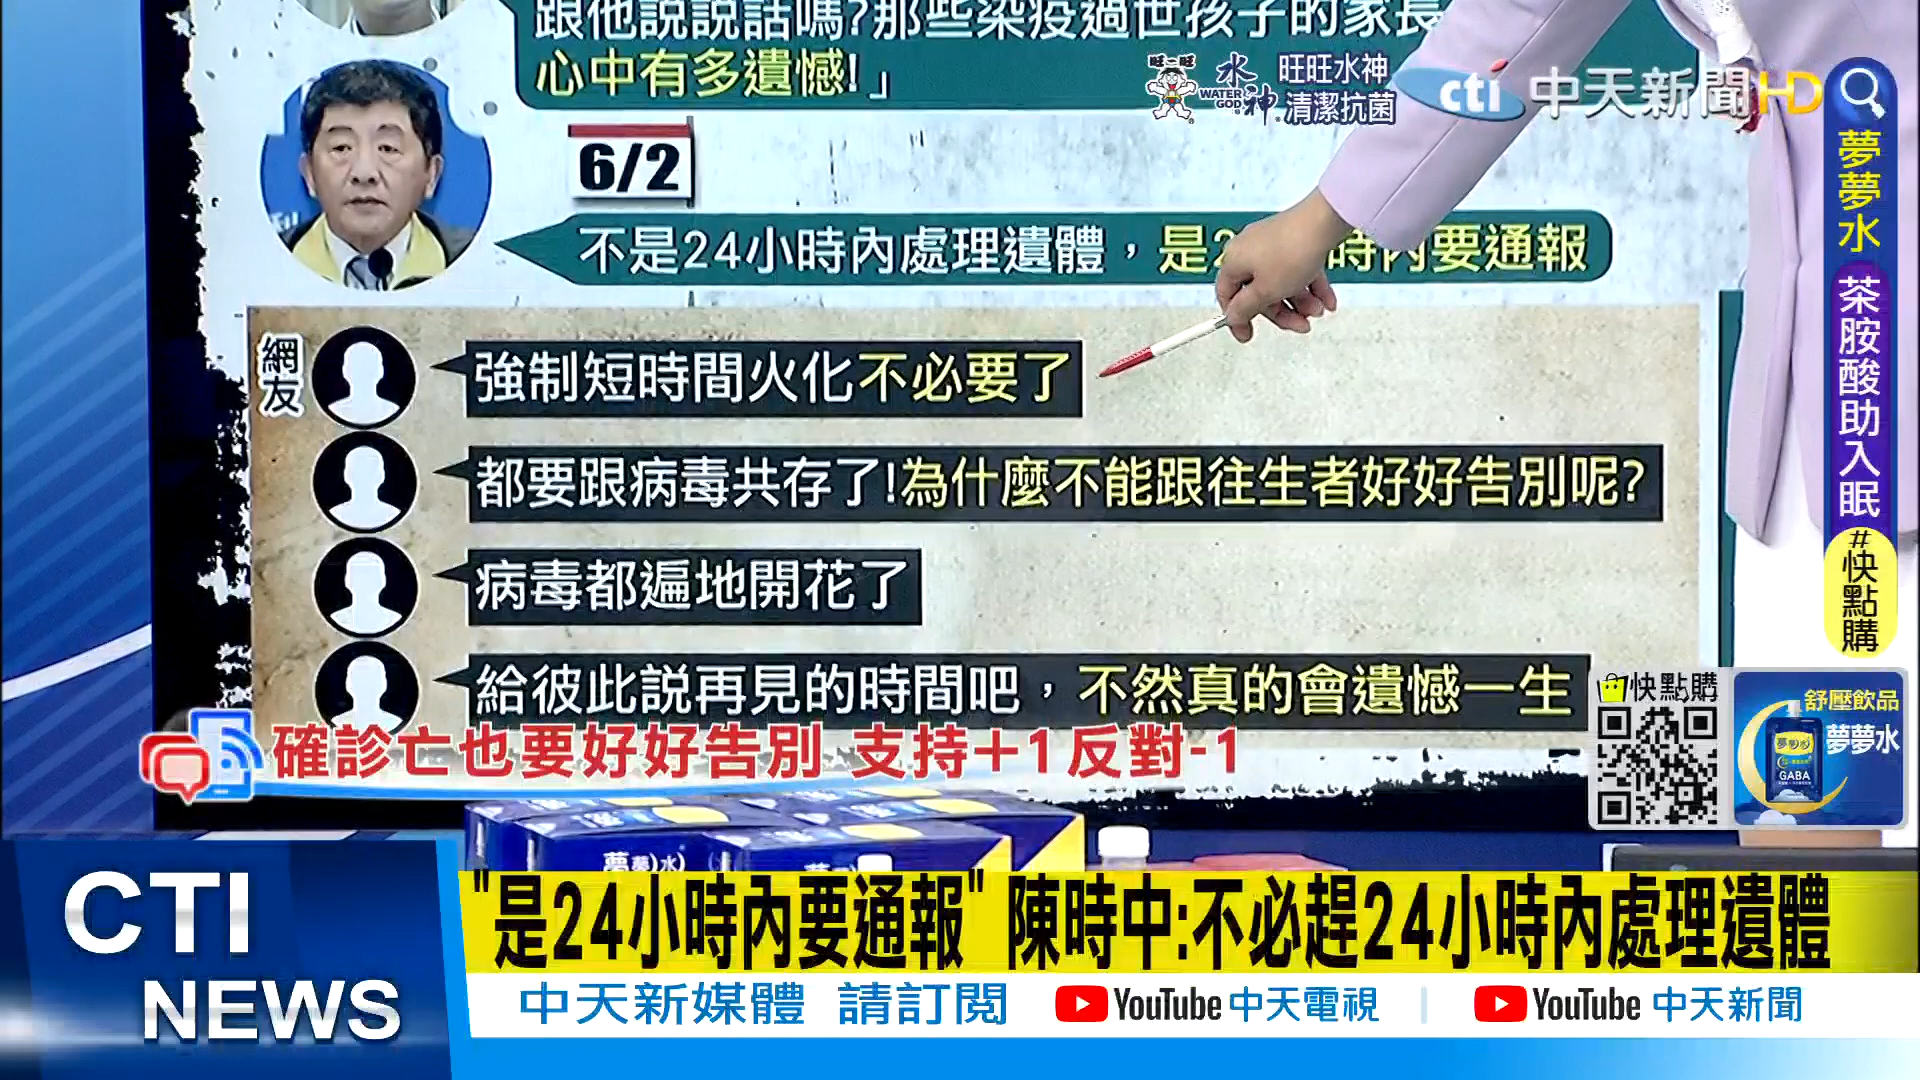 跟他說說話嗎?那些染疫過世孩子的家長
心中有多遺憾!」
旺旺水神
清潔抗菌
WATER GOD
水神
cti 中天新聞HD
6/2
不是24小時內處理遺體，是2 時內要通報
網友
強制短時間火化不必要了
都要跟病毒共存了!為什麼不能跟往生者好好告別呢?
病毒都遍地開花了
給彼此說再見的時間吧，不然真的會遺憾一生
確診亡也要好好告別 支持+1反對-1
夢夢水
茶胺酸助入眠
#快點購
快點購
舒壓飲品
夢夢水
GABA
夢夢水
CTI
NEWS
"是24小時內要通報" 陳時中:不必趕24小時內處理遺體
中天新媒體 請訂閱 YouTube 中天電視 | YouTube 中天新聞